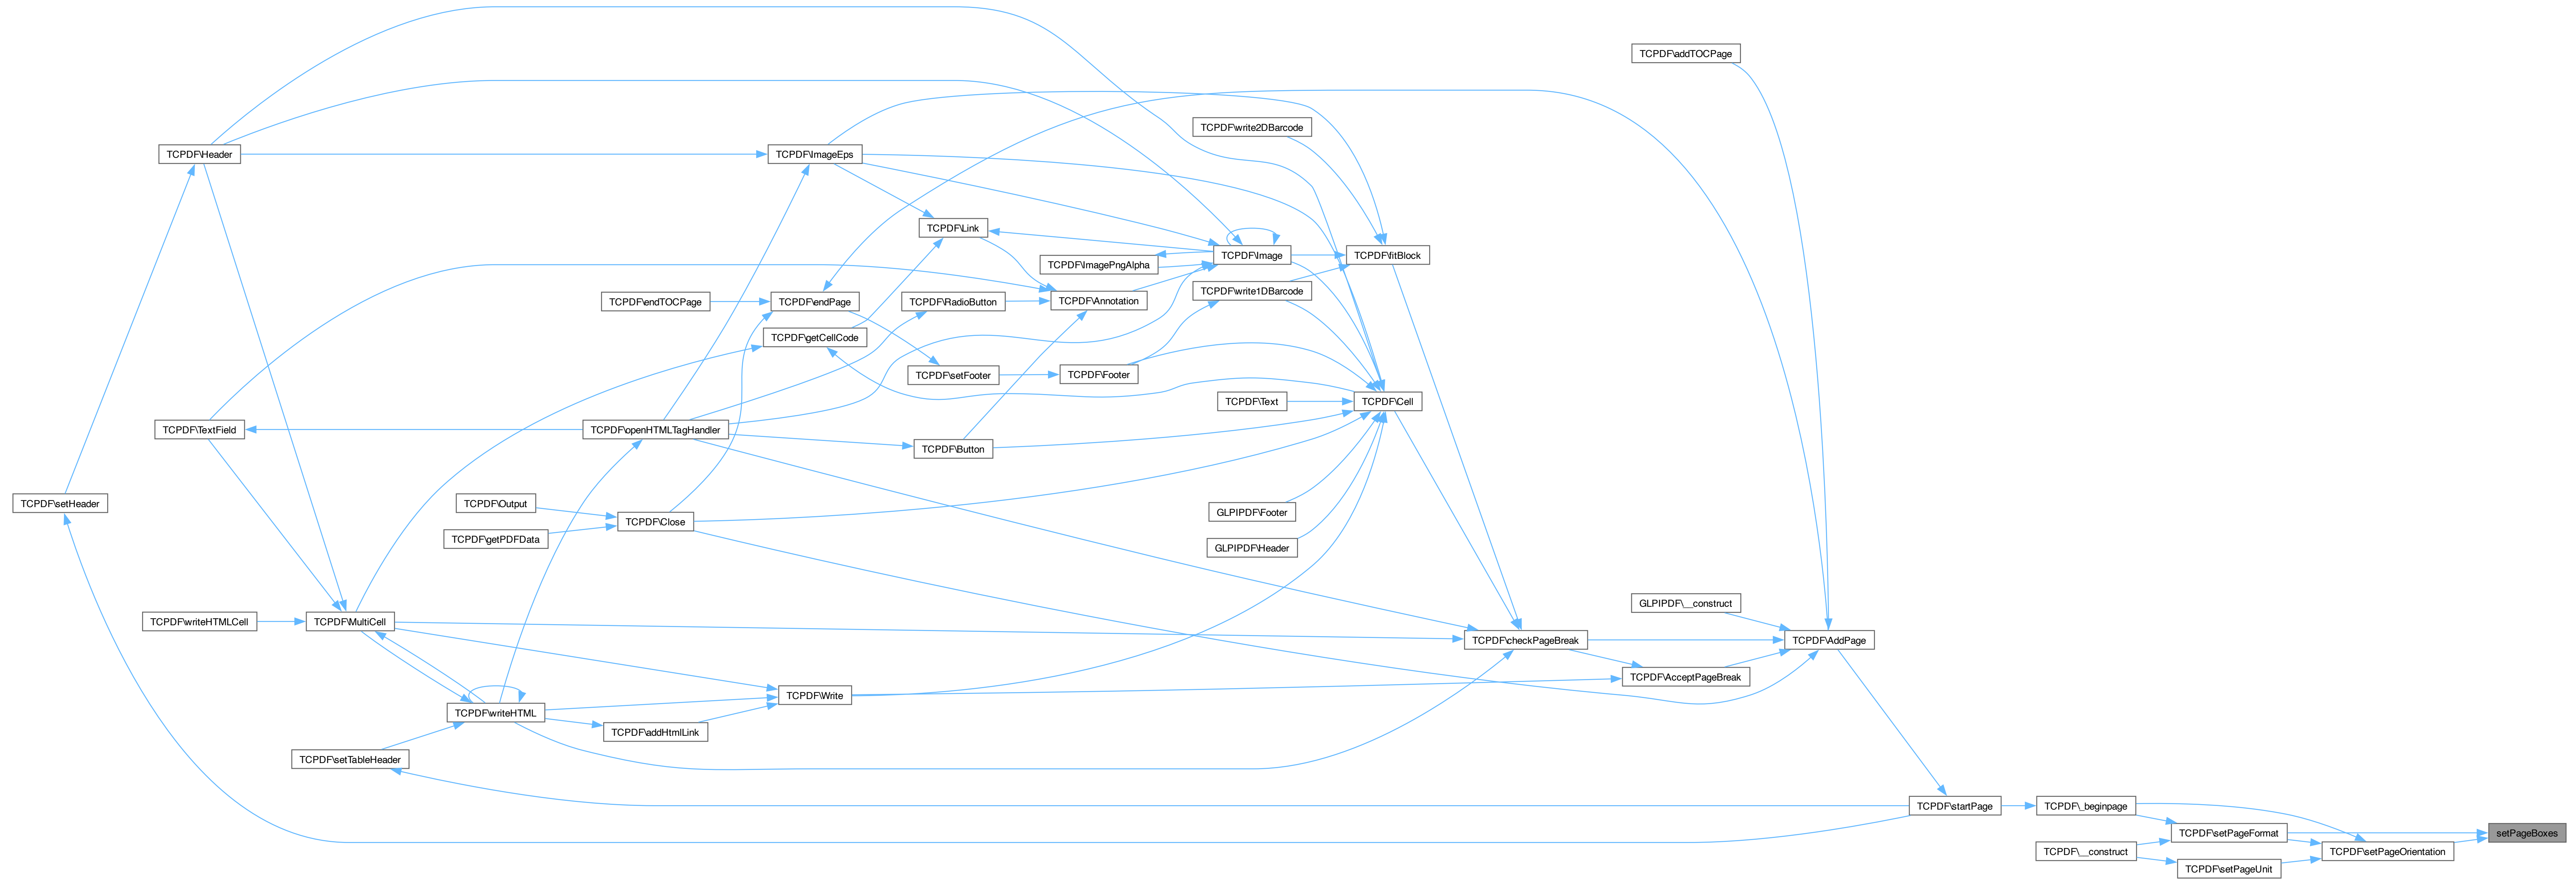 TCPDF\addTOCPage
TCPDF\write2DBarcode
TCPDF\Header
TCPDF\ImageEps
TCPDF\Link
TCPDF\Image
TCPDF\fitBlock
TCPDF\ImagePngAlpha
TCPDF\write1DBarcode
TCPDF\endTOCPage
TCPDF\endPage
TCPDF\RadioButton
TCPDF\Annotation
TCPDF\getCellCode
TCPDF\setFooter
TCPDF\Footer
TCPDF\Text
TCPDF\Cell
TCPDF\TextField
TCPDF\openHTMLTagHandler
TCPDF\Button
TCPDF\setHeader
TCPDF\Output
GLPIPDF\Footer
TCPDF\Close
TCPDF\getPDFData
GLPIPDF\Header
GLPIPDF\__construct
TCPDF\writeHTMLCell
TCPDF\MultiCell
TCPDF\checkPageBreak
TCPDF\AddPage
TCPDF\AcceptPageBreak
TCPDF\Write
TCPDF\writeHTML
TCPDF\addHtmlLink
TCPDF\setTableHeader
TCPDF\startPage
TCPDF\_beginpage
TCPDF\setPageFormat
setPageBoxes
TCPDF\__construct
TCPDF\setPageOrientation
TCPDF\setPageUnit